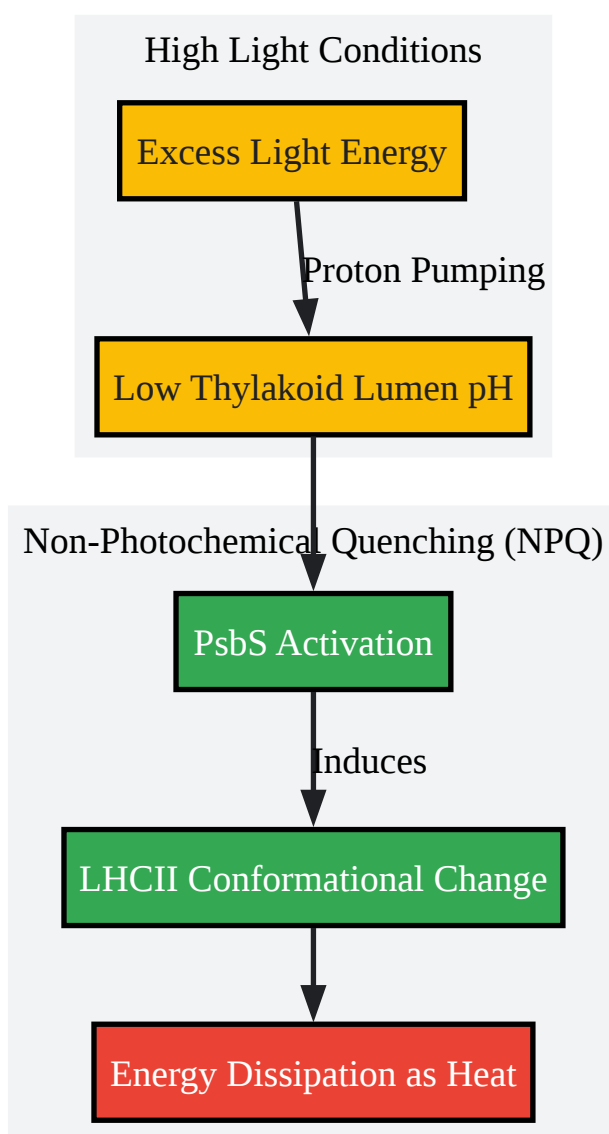 High Light Conditions
Excess Light Energy
Proton Pumping
Low Thylakoid Lumen pH
Non-Photochemical Quenching (NPQ)
PsbS Activation
Induces
LHCII Conformational Change
Energy Dissipation as Heat